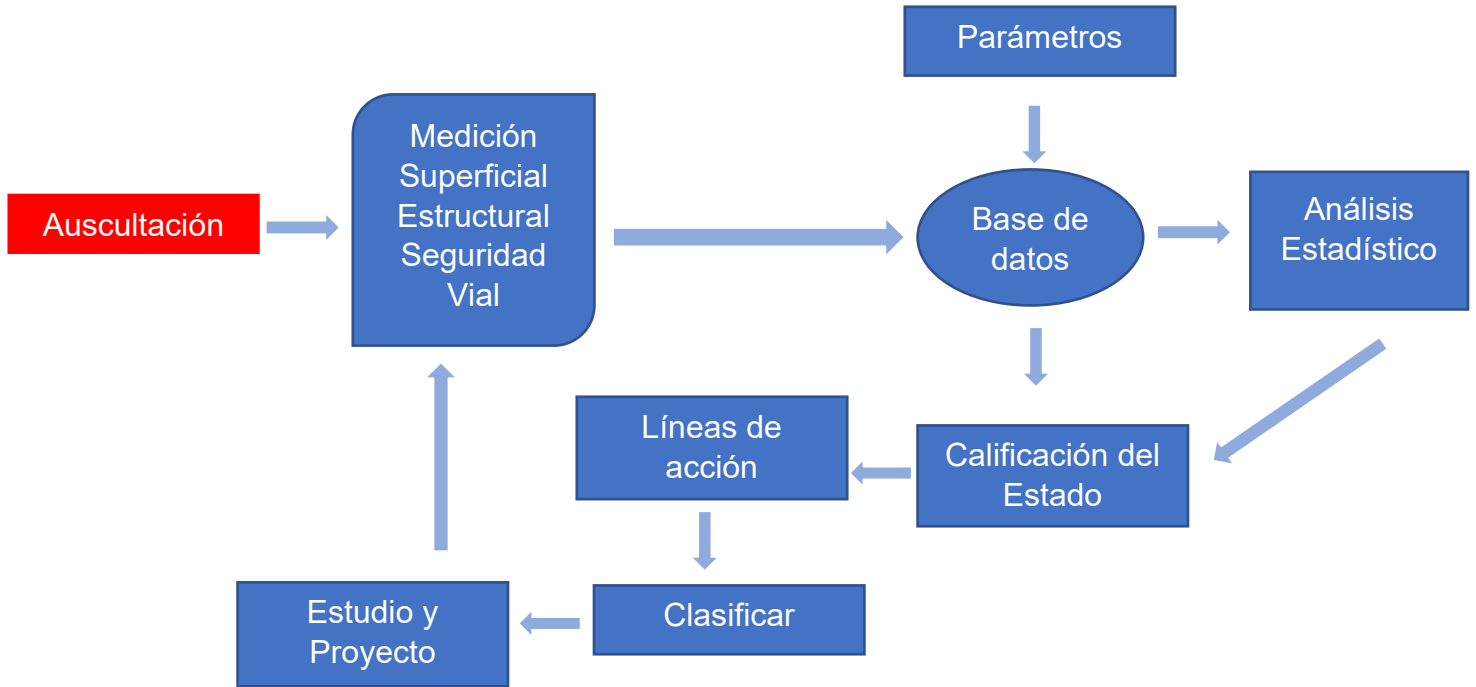 Parámetros
Medición
Superficial
Estructural
Seguridad
Vial
Auscultación
Base de
datos
Análisis
Estadístico
Líneas de
acción
Calificación del
Estado
Estudio y
Proyecto
Clasificar